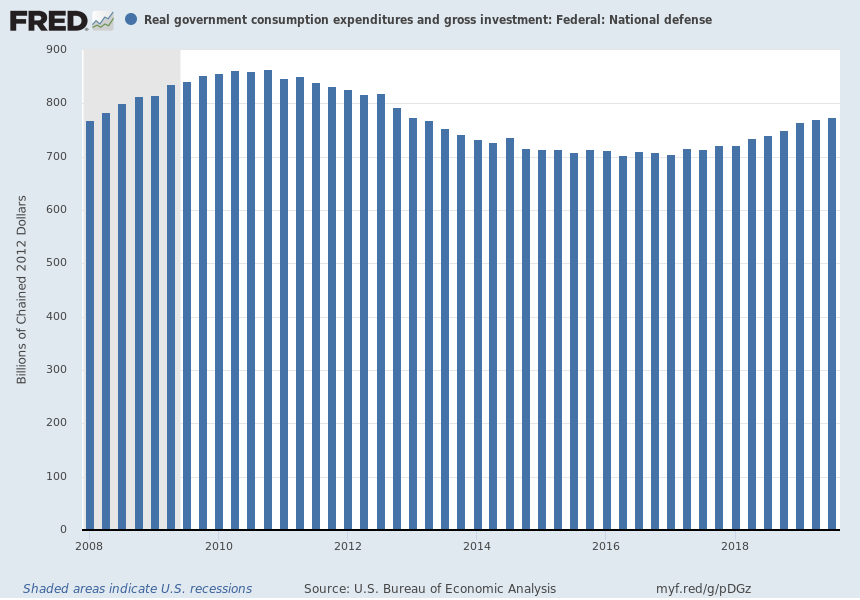 FRED
Real government consumption expenditures and gross investment: Federal: National defense
900
800
700
600
500
400
300
200
100
0
Billions of Chained 2012 Dollars
2008 2010 2012 2014 2016 2018
Shaded areas indicate U.S. recessions Source: U.S. Bureau of Economic Analysis myf.red/g/pDGz